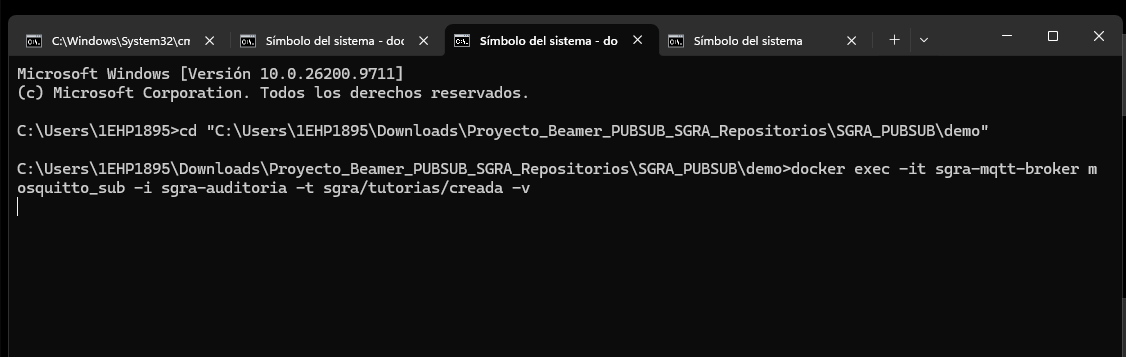 C:\Windows\System32\cm
Símbolo del sistema - doc
Símbolo del sistema - do
Símbolo del sistema
Microsoft Windows [Versión 10.0.26200.9711]
(c) Microsoft Corporation. Todos los derechos reservados.
C:\Users\1EHP1895>cd "C:\Users\1EHP1895\Downloads\Proyecto_Beamer_PUBSUB_SGRA_Repositorios\SGRA_PUBSUB\demo"
C:\Users\1EHP1895\Downloads\Proyecto_Beamer_PUBSUB_SGRA_Repositorios\SGRA_PUBSUB\demo>docker exec -it sgra-mqtt-broker m
osquitto_sub -i sgra-auditoria -t sgra/tutorias/creada -v